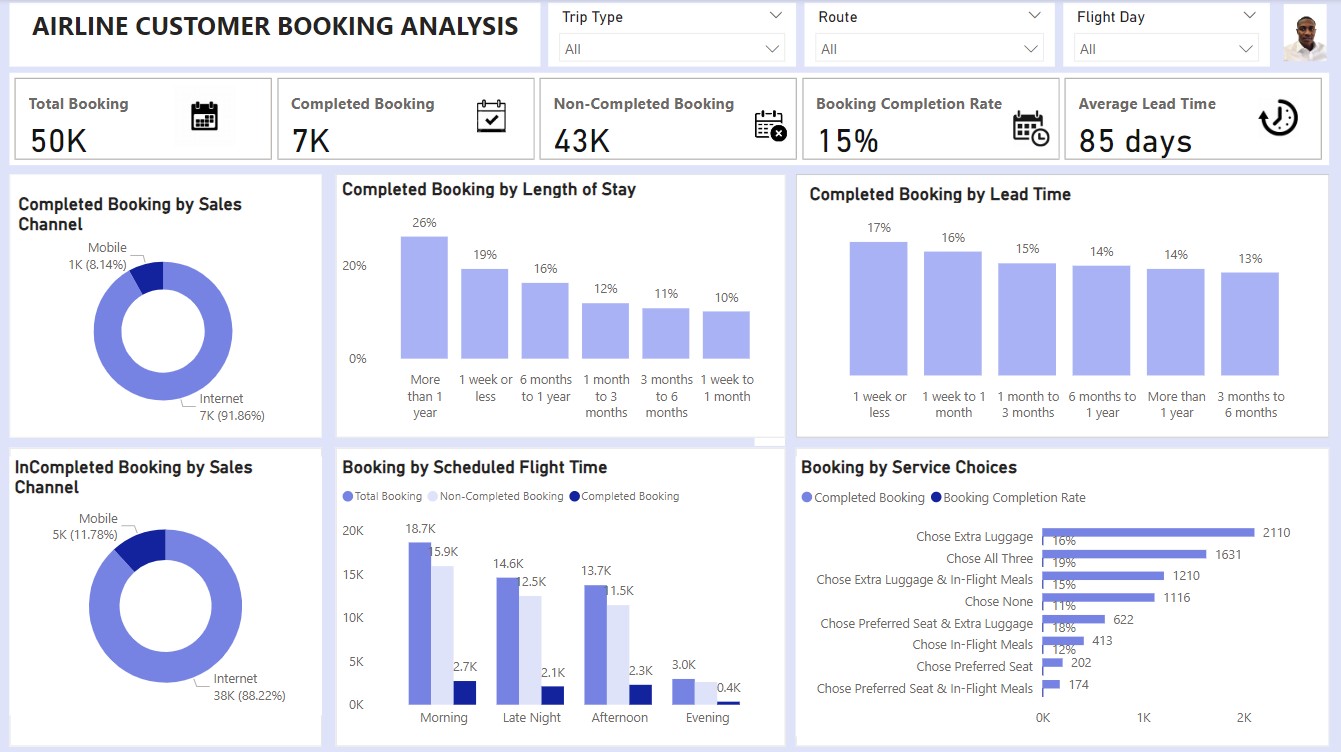 AIRLINE CUSTOMER BOOKING ANALYSIS
Trip Type
All
Route
All
Flight Day
All
Total Booking
50K
Completed Booking
7K
Non-Completed Booking
43K
Booking Completion Rate
15%
Average Lead Time
85 days
Completed Booking by Sales
Channel
Mobile
1K (8.14%)
Internet
7K (91.86%)
Completed Booking by Length of Stay
20%
0%
26%
19%
16%
12%
11%
10%
More
than 1
year
1 week or
less
6 months
to 1 year
1 month
to 3
months
3 months
to 6
months
1 week to
1 month
Completed Booking by Lead Time
17%
16%
15%
14%
14%
13%
1 week or
less
1 week to 1
month
1 month to
3 months
6 months to
1 year
More than
1 year
3 months to
6 months
InCompleted Booking by Sales
Channel
Mobile
5K (11.78%)
Internet
38K (88.22%)
Booking by Scheduled Flight Time
Total Booking
Non-Completed Booking
Completed Booking
20K
15K
10K
5K
0K
18.7K
15.9K
2.7K
14.6K
12.5K
2.1K
13.7K
11.5K
2.3K
3.0K
0.4K
Morning
Late Night
Afternoon
Evening
Booking by Service Choices
Completed Booking
Booking Completion Rate
Chose Extra Luggage
2110
16%
Chose All Three
1631
19%
Chose Extra Luggage & In-Flight Meals
1210
15%
Chose None
1116
11%
Chose Preferred Seat & Extra Luggage
622
18%
Chose In-Flight Meals
413
12%
Chose Preferred Seat
202
Chose Preferred Seat & In-Flight Meals
174
0K
1K
2K